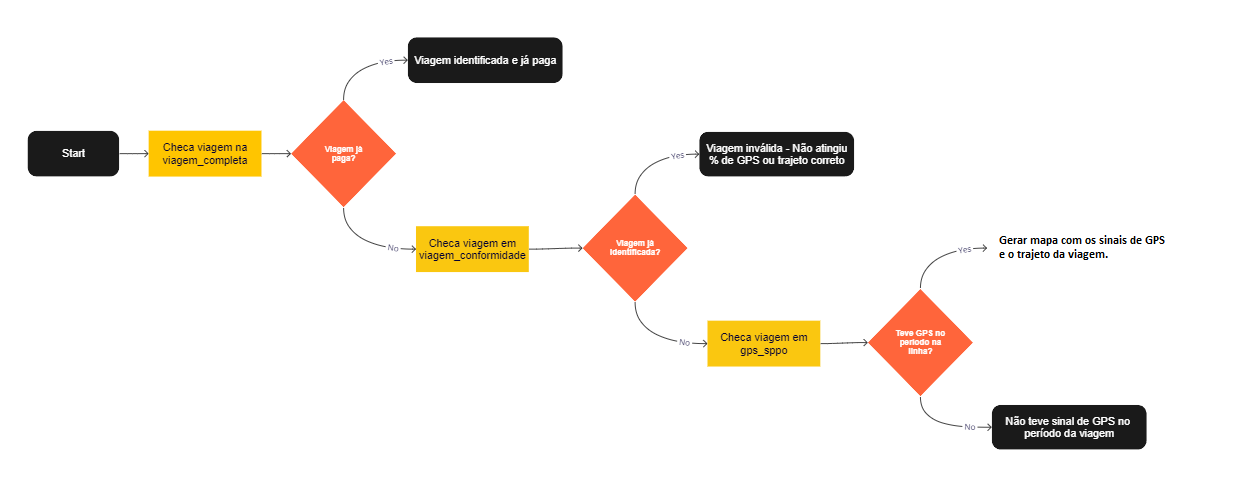 Yes
Viagem identificada e já paga
Start
Checa viagem na
viagem_completa
Viagem já
paga?
No
Checa viagem em
viagem_conformidade
Viagem já
identificada?
Yes
Viagem inválida - Não atingiu
% de GPS ou trajeto correto
No
Checa viagem em
gps_sppo
Teve GPS no
período na
linha?
Yes
Gerar mapa com os sinais de GPS
e o trajeto da viagem.
No
Não teve sinal de GPS no
período da viagem